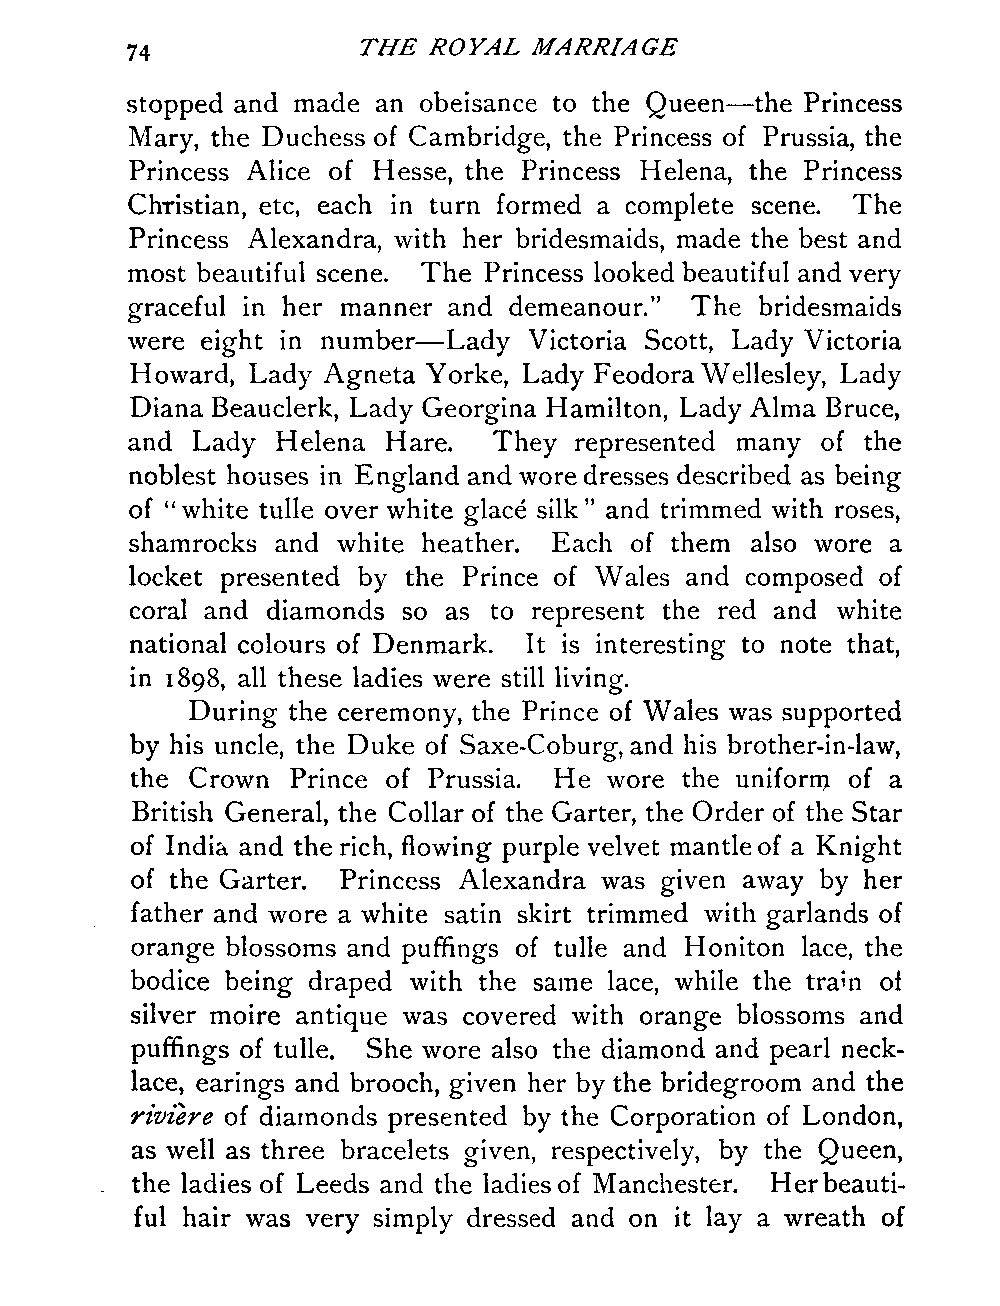 74 THE ROYAL MARRIAGE
stopped and made an obeisance to the Queen—the Princess
Mary, the Duchess of Cambridge, the Princess of Prussia, the
Princess Alice of Hesse, the Princess Helena, the Princess
Christian, etc, each in turn formed a complete scene. The
Princess Alexandra, with her bridesmaids, made the best and
most beautiful scene. The Princess looked beautiful and very
graceful in her manner and demeanour.” The bridesmaids
were eight in number—Lady Victoria Scott, Lady Victoria
Howard, Lady Agneta Yorke, Lady Feodora Wellesley, Lady
Diana Beauclerk, Lady Georgina Hamilton, Lady Alma Bruce,
and Lady Helena Hare. They represented many of the
noblest houses in England and wore dresses described as being
of “white tulle over white glacé silk” and trimmed with roses,
shamrocks and white heather. Each of them also wore a
locket presented by the Prince of Wales and composed of
coral and diamonds so as to represent the red and white
national colours of Denmark. It is interesting to note that,
in 1898, all these ladies were still living.
During the ceremony, the Prince of Wales was supported
by his uncle, the Duke of Saxe-Coburg, and his brother-in-law,
the Crown Prince of Prussia. He wore the uniform of a
British General, the Collar of the Garter, the Order of the Star
of India and the rich, flowing purple velvet mantle of a Knight
of the Garter. Princess Alexandra was given away by her
father and wore a white satin skirt trimmed with garlands of
orange blossoms and puffings of tulle and Honiton lace, the
bodice being draped with the same lace, while the train of
silver moire antique was covered with orange blossoms and
puffings of tulle. She wore also the diamond and pearl neck-
lace, earings and brooch, given her by the bridegroom and the
rivière of diamonds presented by the Corporation of London,
as well as three bracelets given, respectively, by the Queen,
the ladies of Leeds and the ladies of Manchester. Her beauti-
ful hair was very simply dressed and on it lay a wreath of